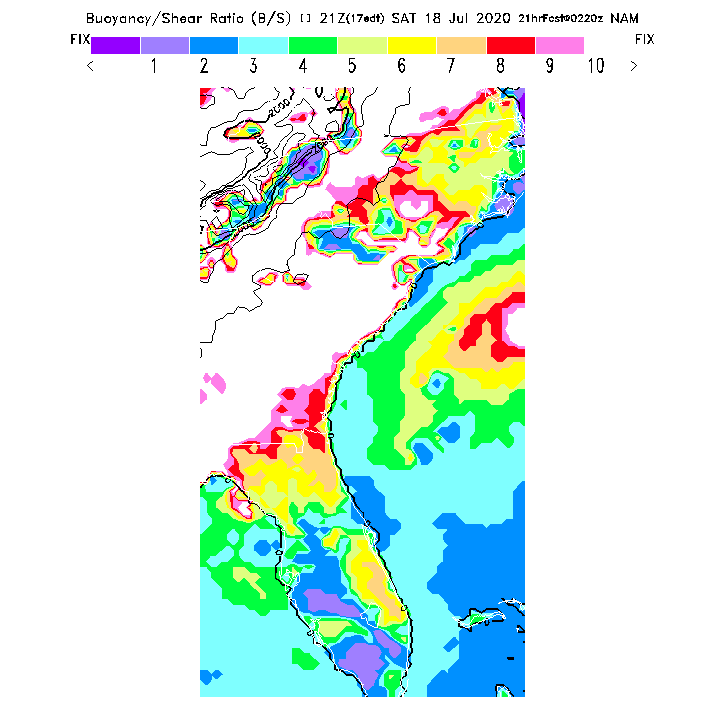 Buoyancy/Shear Ratio (B/S) [] 21Z(17edt) SAT 18 Jul 2020 21hrFcst@0220z NAM
FIX FIX
< 1 2 3 4 5 6 7 8 9 10 >
2000